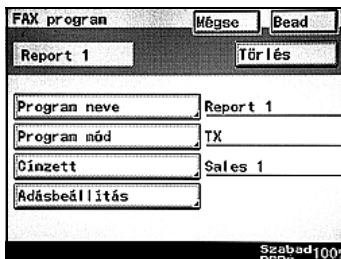 FAX program Mégse Bead
Report 1 Törlés
Program neve Report 1
Program mód TX
Címzett Sales 1
Adásbeállítás
Szabad 100%